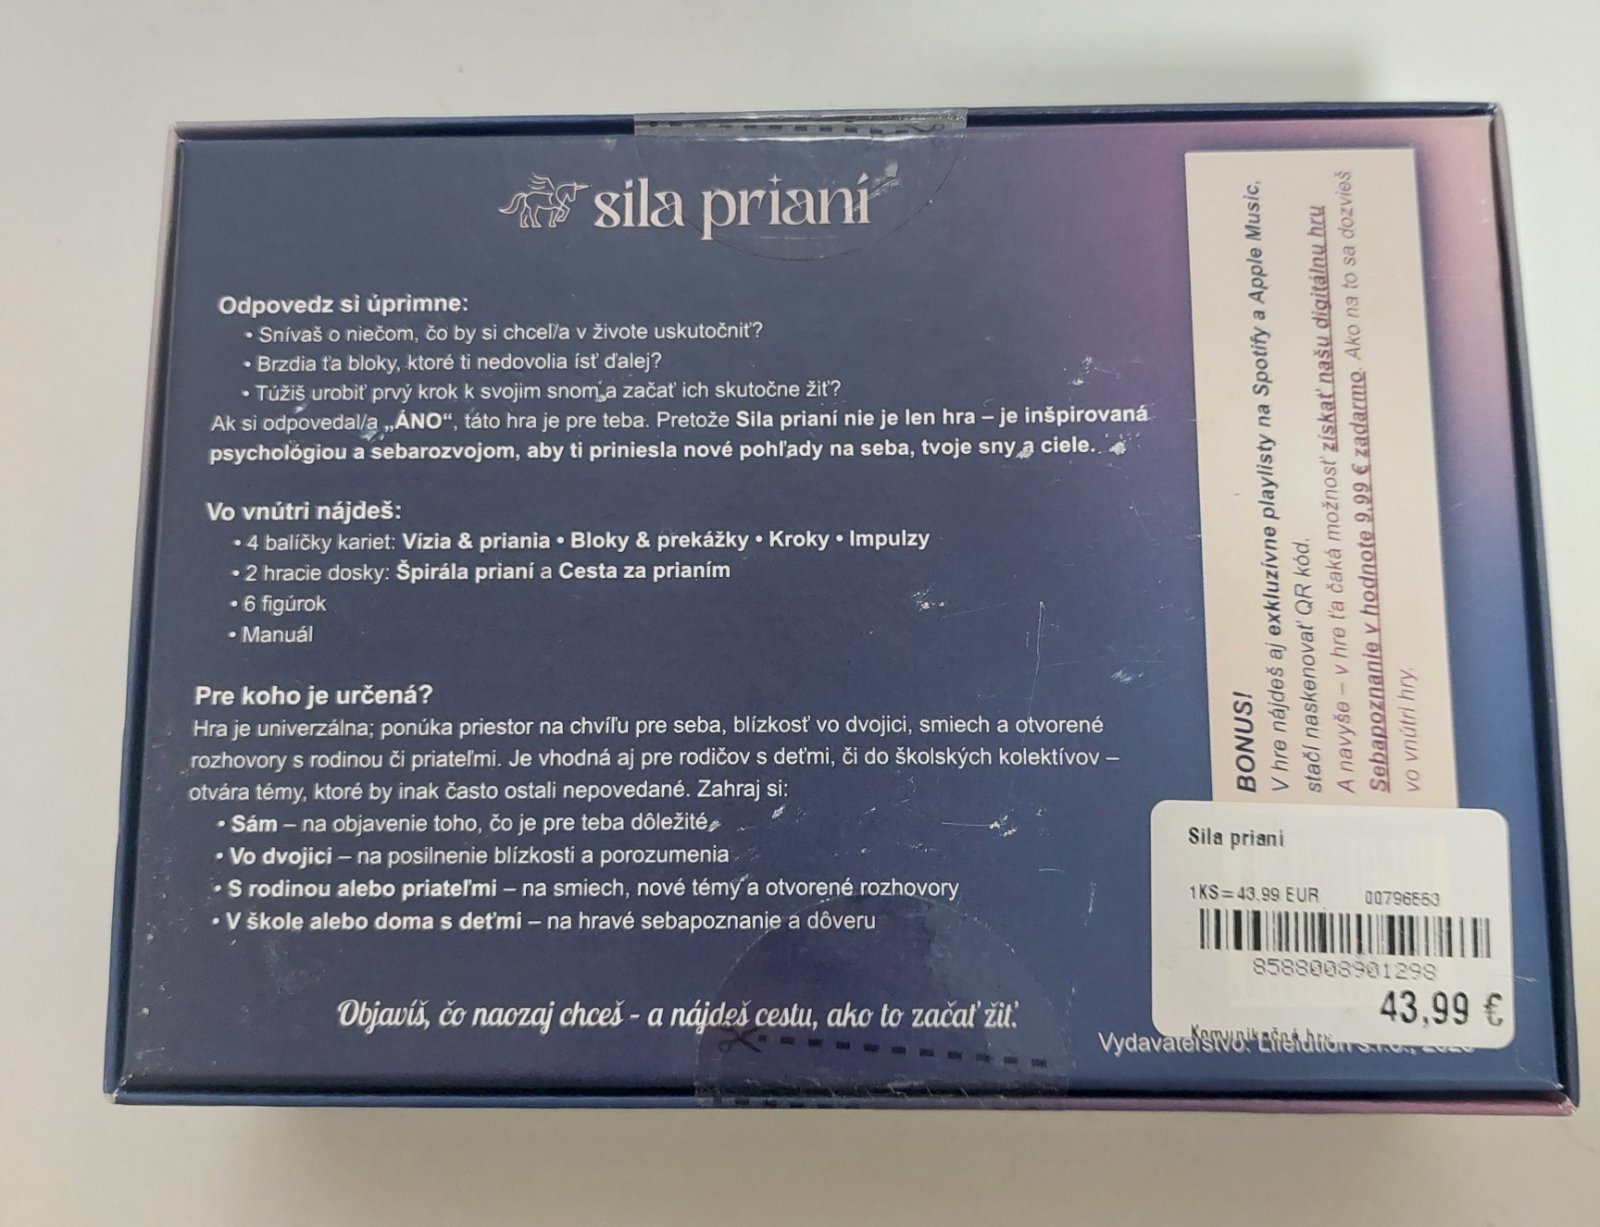 sila prianí
Odpovedz si úprimne:
• Snívaš o niečom, čo by si chcel/a v živote uskutočniť?
• Brzdia ťa bloky, ktoré ti nedovolia ísť ďalej?
• Túžiš urobiť prvý krok k svojim snom a začať ich skutočne žiť?
Ak si odpovedal/a „ÁNO“, táto hra je pre teba. Pretože Sila prianí nie je len hra – je inšpirovaná
psychológiou a sebarozvojom, aby ti priniesla nové pohľady na seba, tvoje sny a ciele.
Vo vnútri nájdeš:
• 4 balíčky kariet: Vízia & priania • Bloky & prekážky • Kroky • Impulzy
• 2 hracie dosky: Špirála prianí a Cesta za prianím
• 6 figúrok
• Manuál
Pre koho je určená?
Hra je univerzálna; ponúka priestor na chvíľu pre seba, blízkosť vo dvojici, smiech a otvorené
rozhovory s rodinou či priateľmi. Je vhodná aj pre rodičov s deťmi, či do školských kolektívov –
otvára témy, ktoré by inak často ostali nepovedané. Zahraj si:
• Sám – na objavenie toho, čo je pre teba dôležité
• Vo dvojici – na posilnenie blízkosti a porozumenia
• S rodinou alebo priateľmi – na smiech, nové témy a otvorené rozhovory
• V škole alebo doma s deťmi – na hravé sebapoznanie a dôveru
Objavíš, čo naozaj chceš - a nájdeš cestu, ako to začať žiť.
BONUS!
V hre nájdeš aj exkluzívne playlisty na Spotify a Apple Music,
stačí naskenovať QR kód.
A navyše – v hre ťa čaká možnosť získať našu digitálnu hru
Sebapoznanie v hodnote 9,99 € zadarmo. Ako na to sa dozvieš
vo vnútri hry.
Sila priani
1KS=43.99 EUR 00796553
8588008901298
43,99 €
Komunikačné hry
Vydavateľstvo: Lifelution s.r.o.,